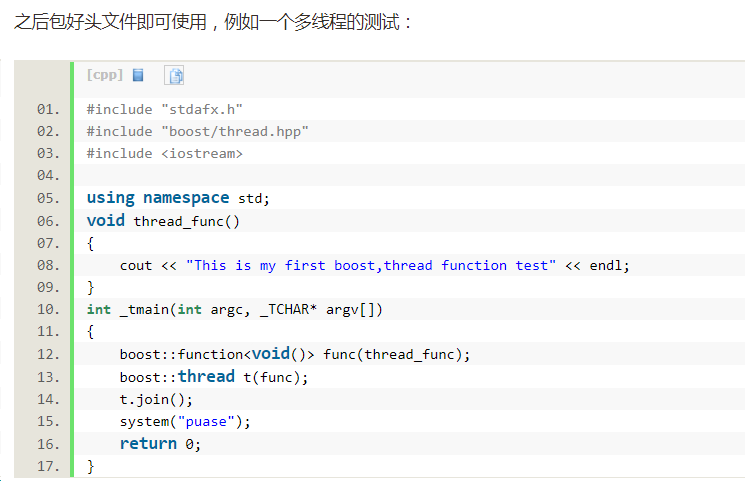 之后包好头文件即可使用，例如一个多线程的测试：
[cpp]
01. #include "stdafx.h"
02. #include "boost/thread.hpp"
03. #include <iostream>
04.
05. using namespace std;
06. void thread_func()
07. {
08.     cout << "This is my first boost,thread function test" << endl;
09. }
10. int _tmain(int argc, _TCHAR* argv[])
11. {
12.     boost::function<void()> func(thread_func);
13.     boost::thread t(func);
14.     t.join();
15.     system("puase");
16.     return 0;
17. }